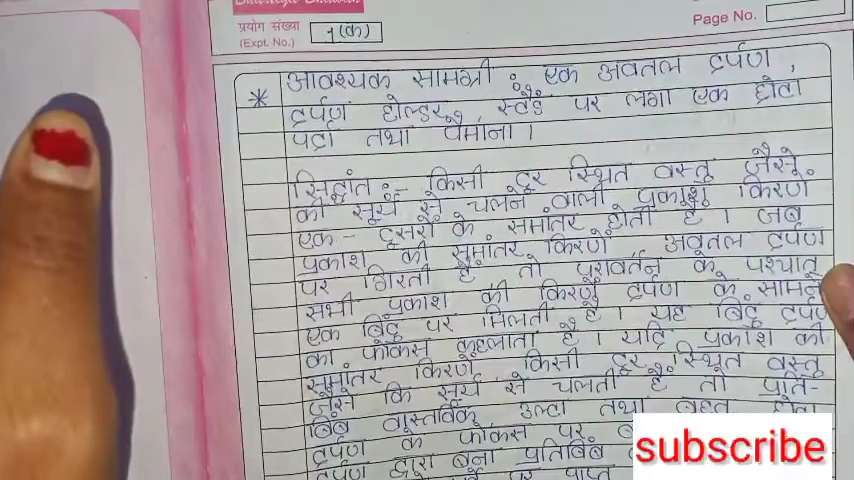 प्रयोग संख्या 1(क)
(Expt. No.)
Page No.
* आवश्यक सामग्री : एक अवतल दर्पण,
दर्पण होल्डर, स्टैंड पर लगा एक छोटा
पर्दा तथा पैमाना।
सिद्धांत :- किसी दूर स्थित वस्तु जैसे
की सूर्य से चलने वाली प्रकाश किरणें
एक-दूसरे के समांतर होती है। जब
प्रकाश की समांतर किरणें अवतल दर्पण
पर गिरती है तो परावर्तन के पश्चात्
सभी प्रकाश की किरणें दर्पण के सामने
एक बिंदु पर मिलती है। यह बिंदु दर्पण
का फोकस कहलाता है। यदि प्रकाश की
समांतर किरणें किसी दूर स्थित वस्तु
जैसे कि सूर्य से चलती है तो प्रति-
बिंब वास्तविक उल्टा तथा बहुत छोटा
दर्पण के फोकस पर
दर्पण द्वारा बना प्रतिबिंब
पर प्राप्त
subscribe